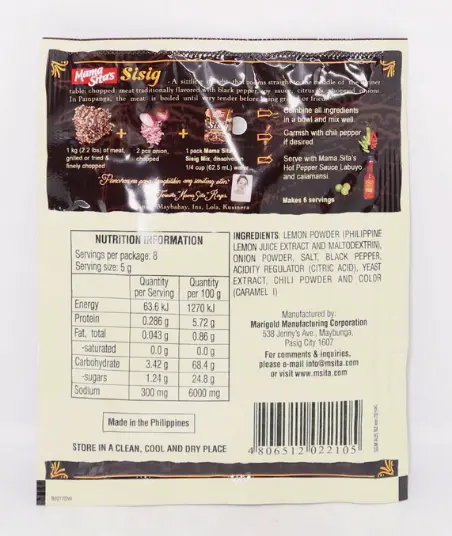 Mama Sita's Sisig
- A sizzling that roams straight to the middle of the dinner
table: chopped meat traditionally flavored with black pepper, soy sauce, citrus, chopped onions.
In Pampanga, the meat is boiled until very tender before being grilled or fried.
1 kg (2.2 lbs) of meat,
grilled or fried &
finely chopped
+
2 pcs onion,
chopped
+
1 pack Mama Sita's
Sisig Mix, dissolved in
1/4 cup (62.5 mL) water
Combine all ingredients
in a bowl and mix well.
Garnish with chili pepper
if desired.
Serve with Mama Sita's
Hot Pepper Sauce Labuyo
and calamansi
Makes 6 servings
Maybahay, Ina, Lola, Kusinera
NUTRITION INFORMATION
Servings per package: 8
Serving size: 5 g
Quantity per Serving Quantity per 100 g
Energy 63.6 kJ 1270 kJ
Protein 0.286 g 5.72 g
Fat, total 0.043 g 0.86 g
-saturated 0.0 g 0.0 g
Carbohydrate 3.42 g 68.4 g
-sugars 1.24 g 24.8 g
Sodium 300 mg 6000 mg
Made in the Philippines
STORE IN A CLEAN, COOL AND DRY PLACE
INGREDIENTS: LEMON POWDER (PHILIPPINE
LEMON JUICE EXTRACT AND MALTODEXTRIN),
ONION POWDER, SALT, BLACK PEPPER,
ACIDITY REGULATOR (CITRIC ACID), YEAST
EXTRACT, CHILI POWDER AND COLOR
(CARAMEL I)
Manufactured by:
Marigold Manufacturing Corporation
538 Jenny's Ave., Maybunga,
Pasig City 1607
For comments & inquiries,
please e-mail info@msita.com
or visit www.msita.com
4 806512 022105